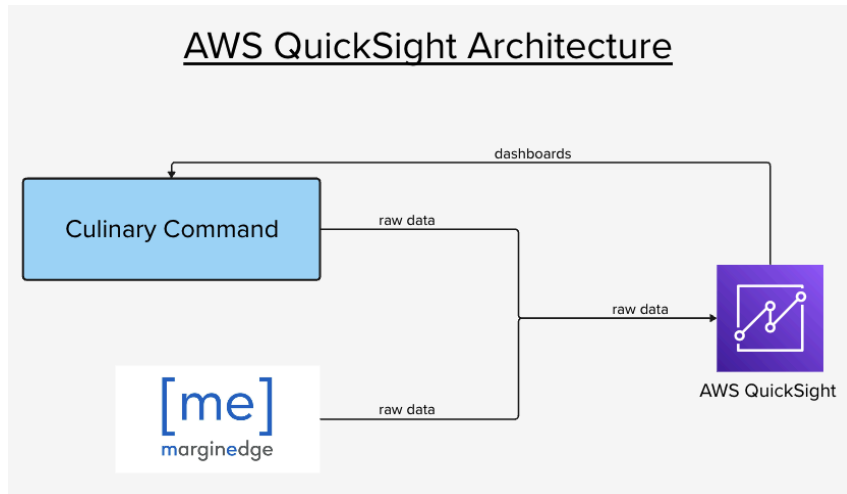 AWS QuickSight Architecture
dashboards
Culinary Command
raw data
raw data
AWS QuickSight
[me]
marginedge
raw data